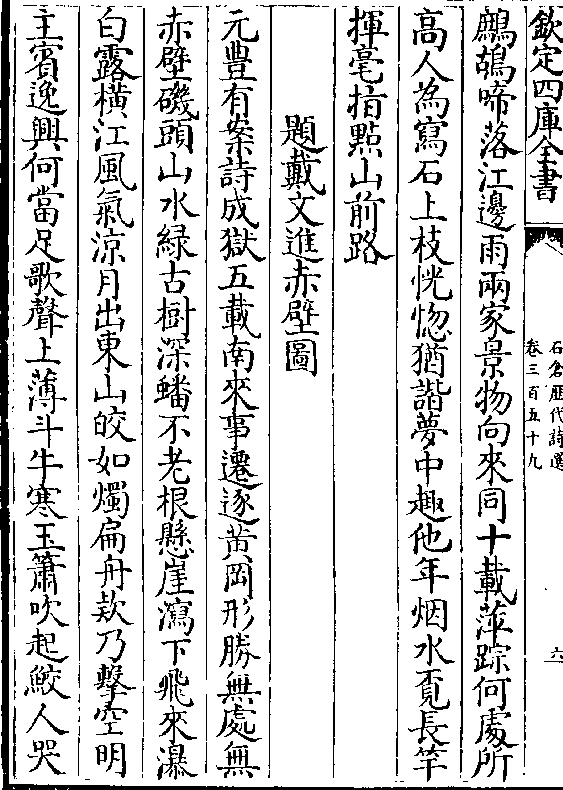 欽定四庫全書
石倉歴代詩選
卷三百五十九
六
鷓鴣啼落江邊雨兩家景物向來同十載萍踪何處所
高人為寫石上枝恍惚猶諧夢中趣他年烟水覔長竿
揮毫指點山前路
題戴文進赤壁圖
元豐有案詩成獄五載南來事遷逐黄岡形勝無處無
赤壁磯頭山水緑古樹深蟠不老根懸崖瀉下飛來瀑
白露橫江風氣涼月出東山皎如燭扁舟欵乃擊空明
主賓逸興何當足歌聲上薄斗牛寒玉簫吹起鮫人哭